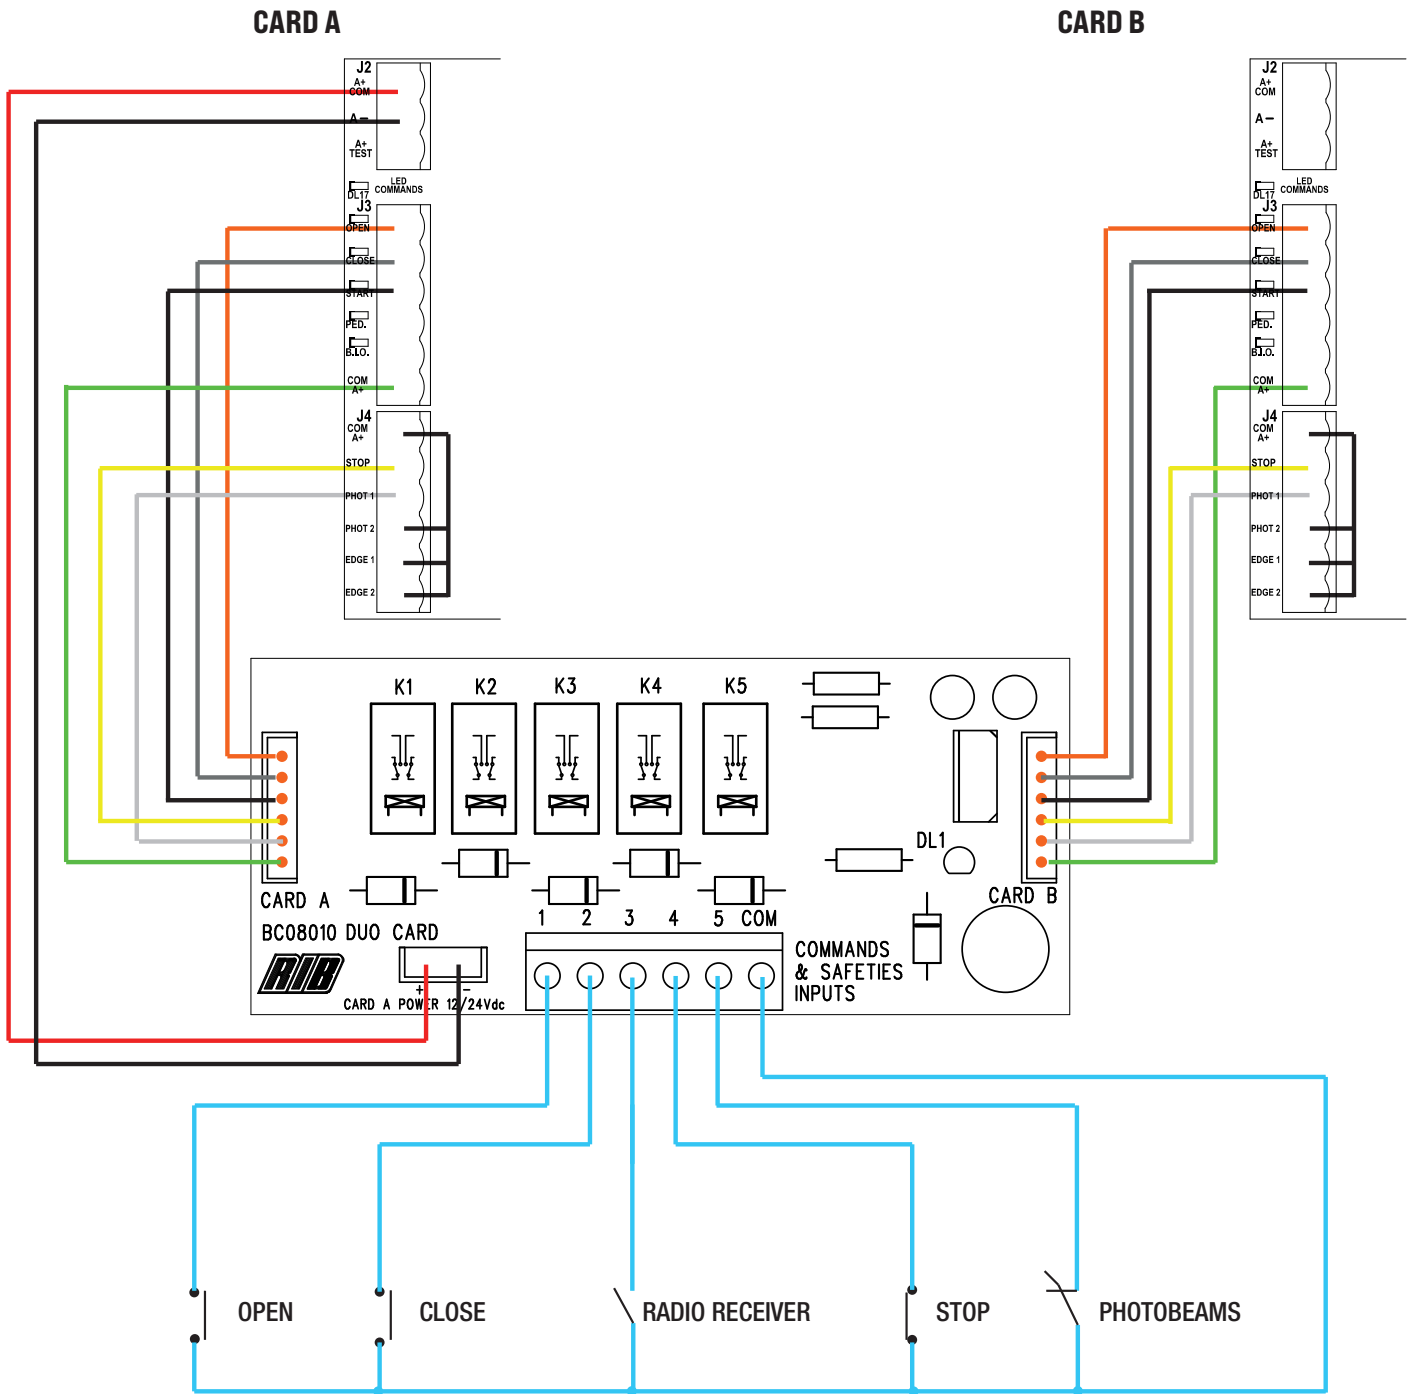 CARD A
CARD B
J2
A+
COM
A-
A+
TEST
LED
COMMANDS
DL17
J3
OPEN
CLOSE
START
PED.
B.I.O.
COM
A+
J4
COM
A+
STOP
PHOT 1
PHOT 2
EDGE 1
EDGE 2
J2
A+
COM
A-
A+
TEST
LED
COMMANDS
DL17
J3
OPEN
CLOSE
START
PED.
B.I.O.
COM
A+
J4
COM
A+
STOP
PHOT 1
PHOT 2
EDGE 1
EDGE 2
K1 K2 K3 K4 K5
DL1
CARD A
CARD B
1 2 3 4 5 COM
BC08010 DUO CARD
RIB
+ -
CARD A POWER 12/24Vdc
COMMANDS
& SAFETIES
INPUTS
OPEN
CLOSE
RADIO RECEIVER
STOP
PHOTOBEAMS